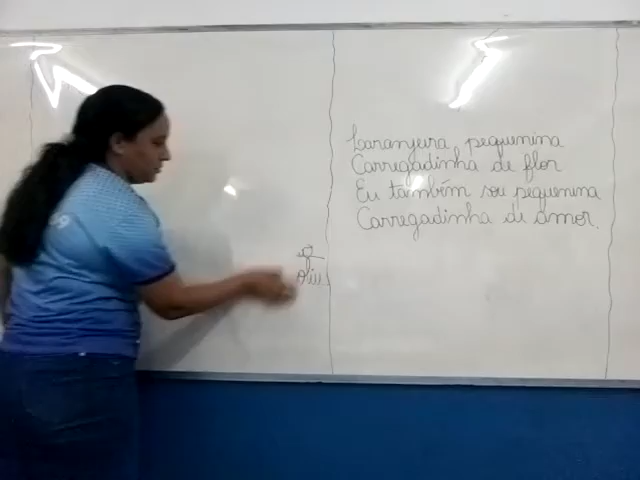 Laranjeira pequenina
Carregadinha de flor
Eu também sou pequenina
Carregadinha de amor.